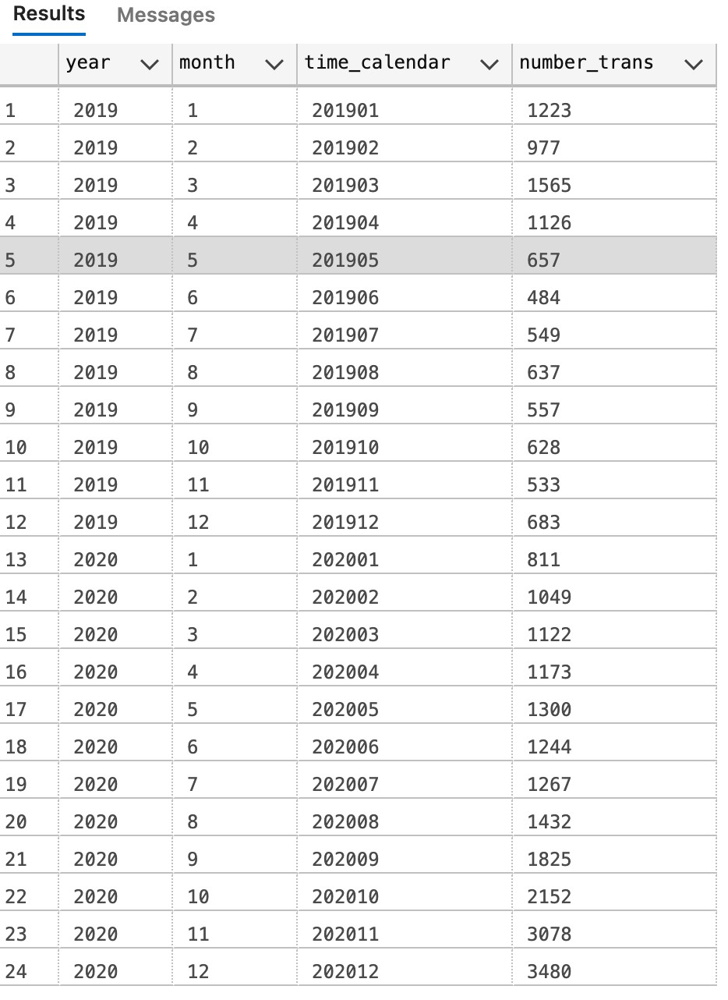 Results Messages
year month time_calendar number_trans
1 2019 1 201901 1223
2 2019 2 201902 977
3 2019 3 201903 1565
4 2019 4 201904 1126
5 2019 5 201905 657
6 2019 6 201906 484
7 2019 7 201907 549
8 2019 8 201908 637
9 2019 9 201909 557
10 2019 10 201910 628
11 2019 11 201911 533
12 2019 12 201912 683
13 2020 1 202001 811
14 2020 2 202002 1049
15 2020 3 202003 1122
16 2020 4 202004 1173
17 2020 5 202005 1300
18 2020 6 202006 1244
19 2020 7 202007 1267
20 2020 8 202008 1432
21 2020 9 202009 1825
22 2020 10 202010 2152
23 2020 11 202011 3078
24 2020 12 202012 3480